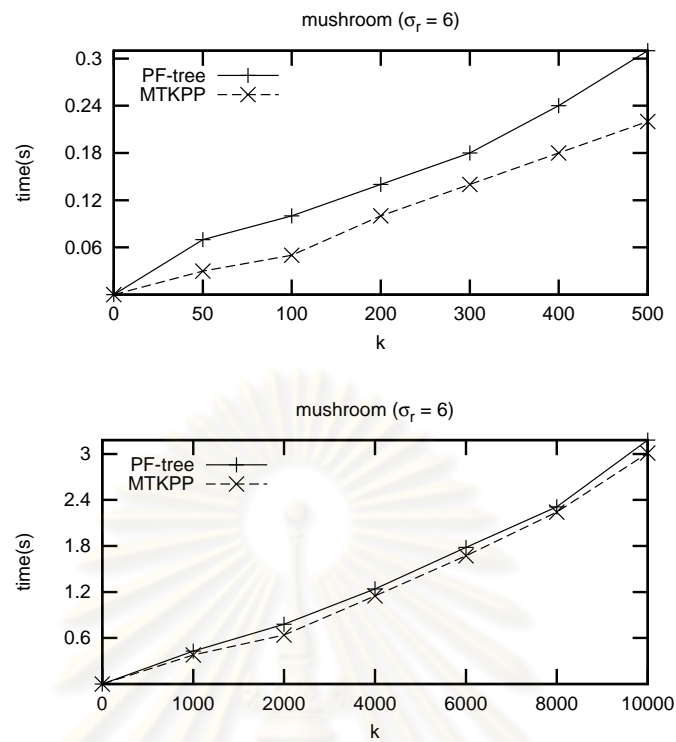 mushroom (σr = 6)
0.3
PF-tree
MTKPP
0.24
0.18
time(s)
0.12
0.06
0 50 100 200 300 400 500
k
mushroom (σr = 6)
3
PF-tree
MTKPP
2.4
1.8
time(s)
1.2
0.6
0 1000 2000 4000 6000 8000 10000
k